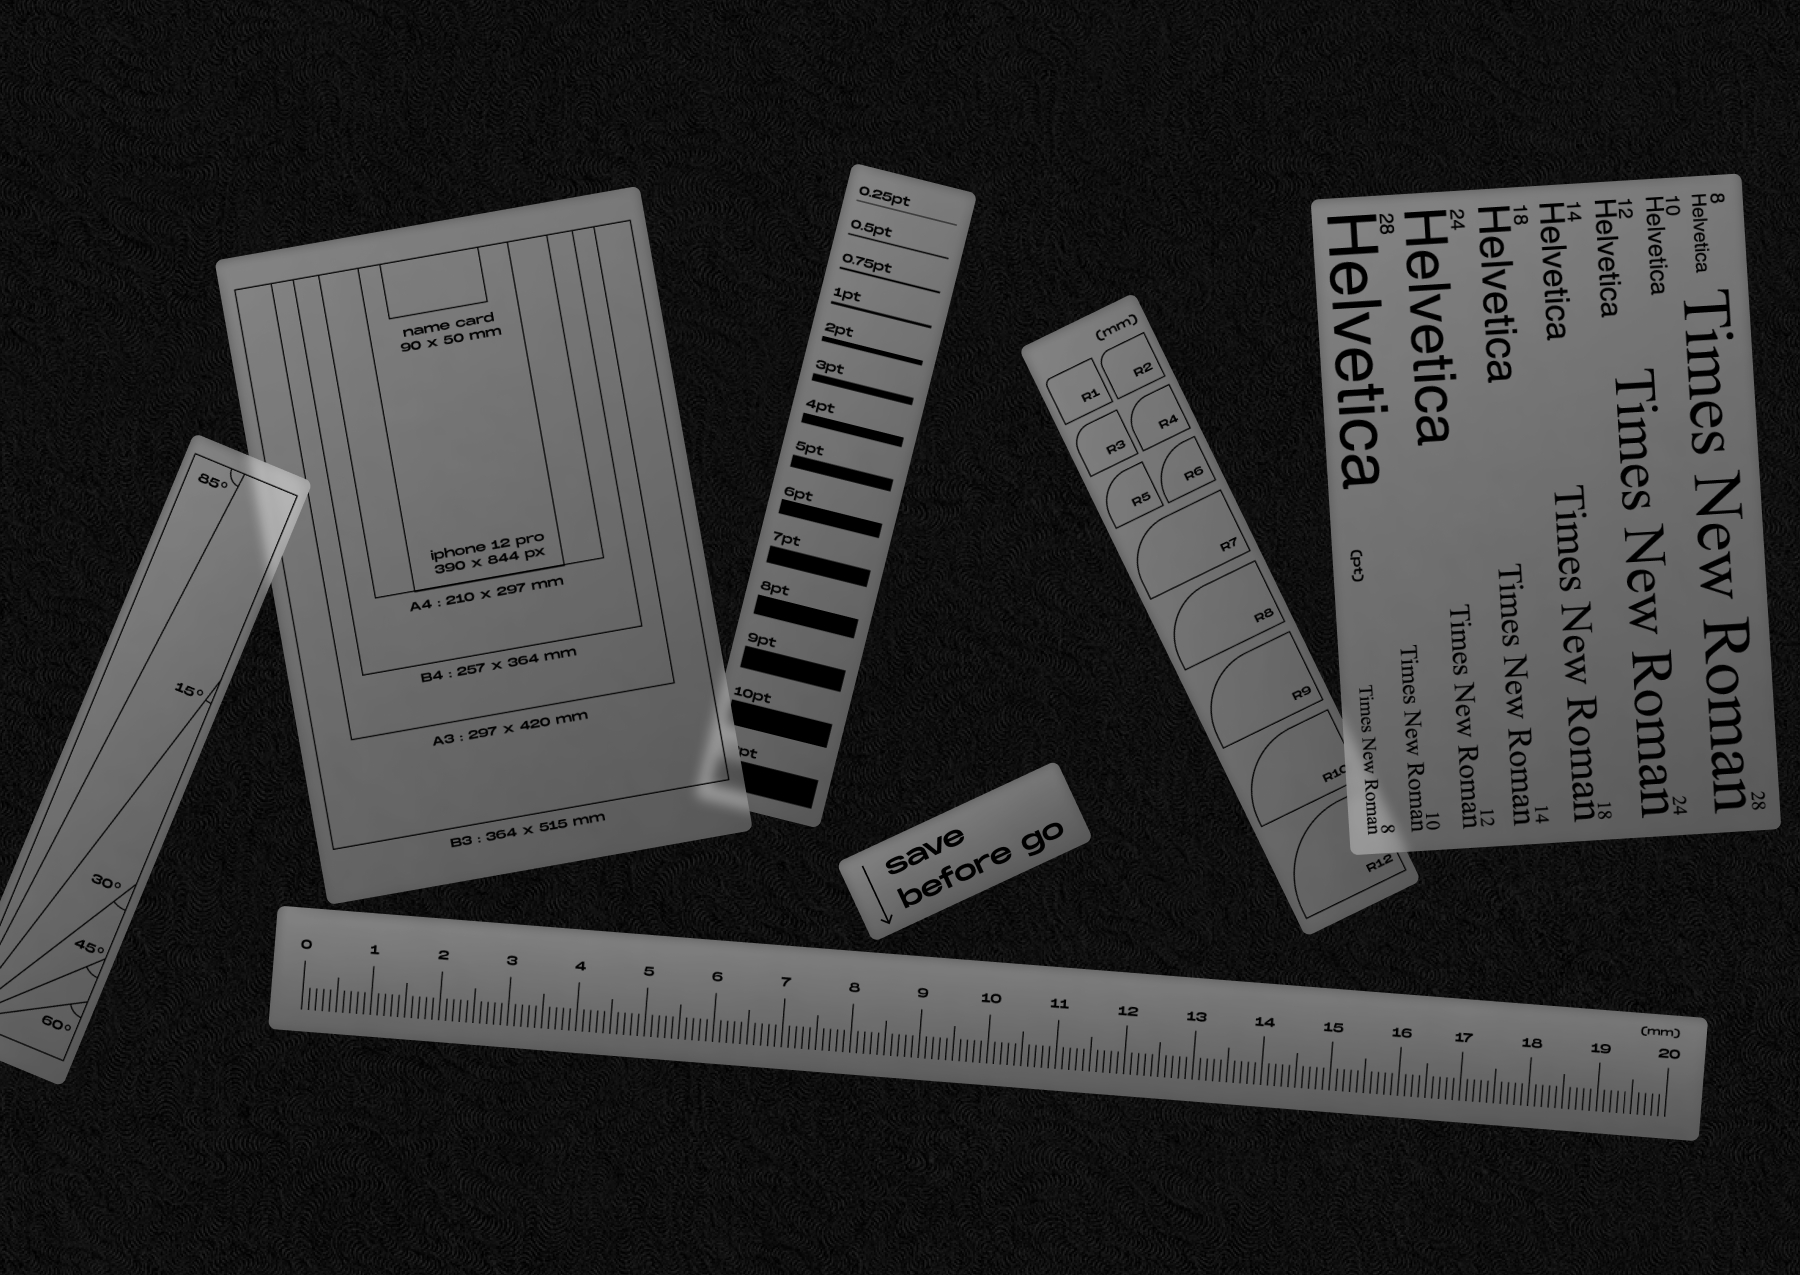 85°
15°
30°
45°
60°
name card
90 x 50 mm
iphone 12 pro
390 x 844 px
A4 : 210 x 297 mm
B4 : 257 x 364 mm
A3 : 297 x 420 mm
B3 : 364 x 515 mm
0.25pt
0.5pt
0.75pt
1pt
2pt
3pt
4pt
5pt
6pt
7pt
8pt
9pt
10pt
save
before go
(mm)
R1
R2
R3
R4
R5
R6
R7
R8
R9
R10
R12
8
Helvetica
10
Helvetica
12
Helvetica
14
Helvetica
18
Helvetica
24
Helvetica
28
Helvetica
(pt)
Times New Roman 28
Times New Roman 24
Times New Roman 18
Times New Roman 14
Times New Roman 12
Times New Roman 10
Times New Roman 8
0 1 2 3 4 5 6 7 8 9 10 11 12 13 14 15 16 17 18 19 20
(mm)